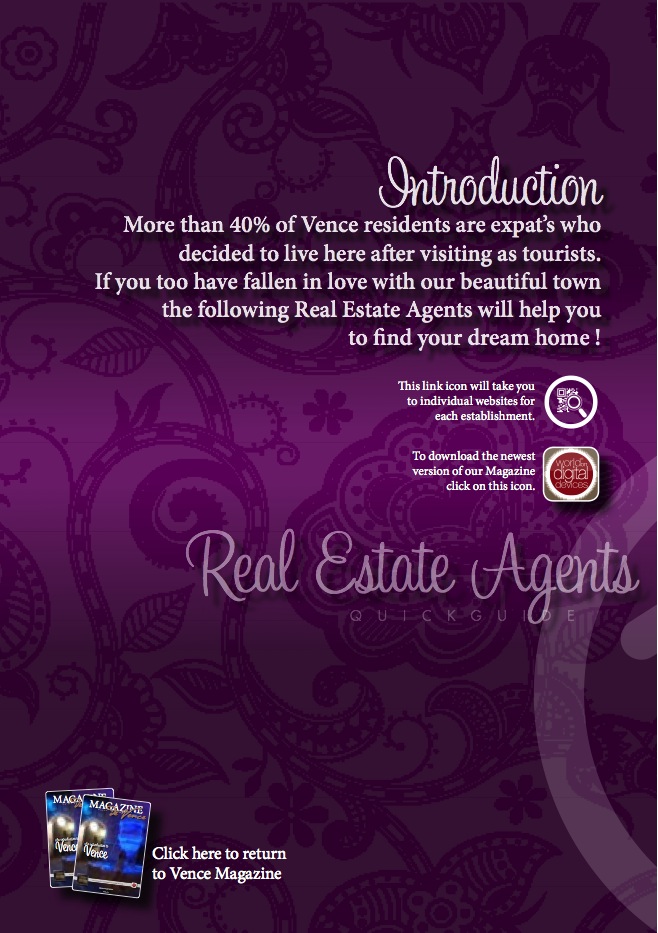 Introduction
More than 40% of Vence residents are expat's who
decided to live here after visiting as tourists.
If you too have fallen in love with our beautiful town
the following Real Estate Agents will help you
to find your dream home !
This link icon will take you
to individual websites for
each establishment.
To download the newest
version of our Magazine
click on this icon.
world on
digital
devices
Real Estate Agents
QUICKGUIDE
MAGAZINE
Vence
Click here to return
to Vence Magazine